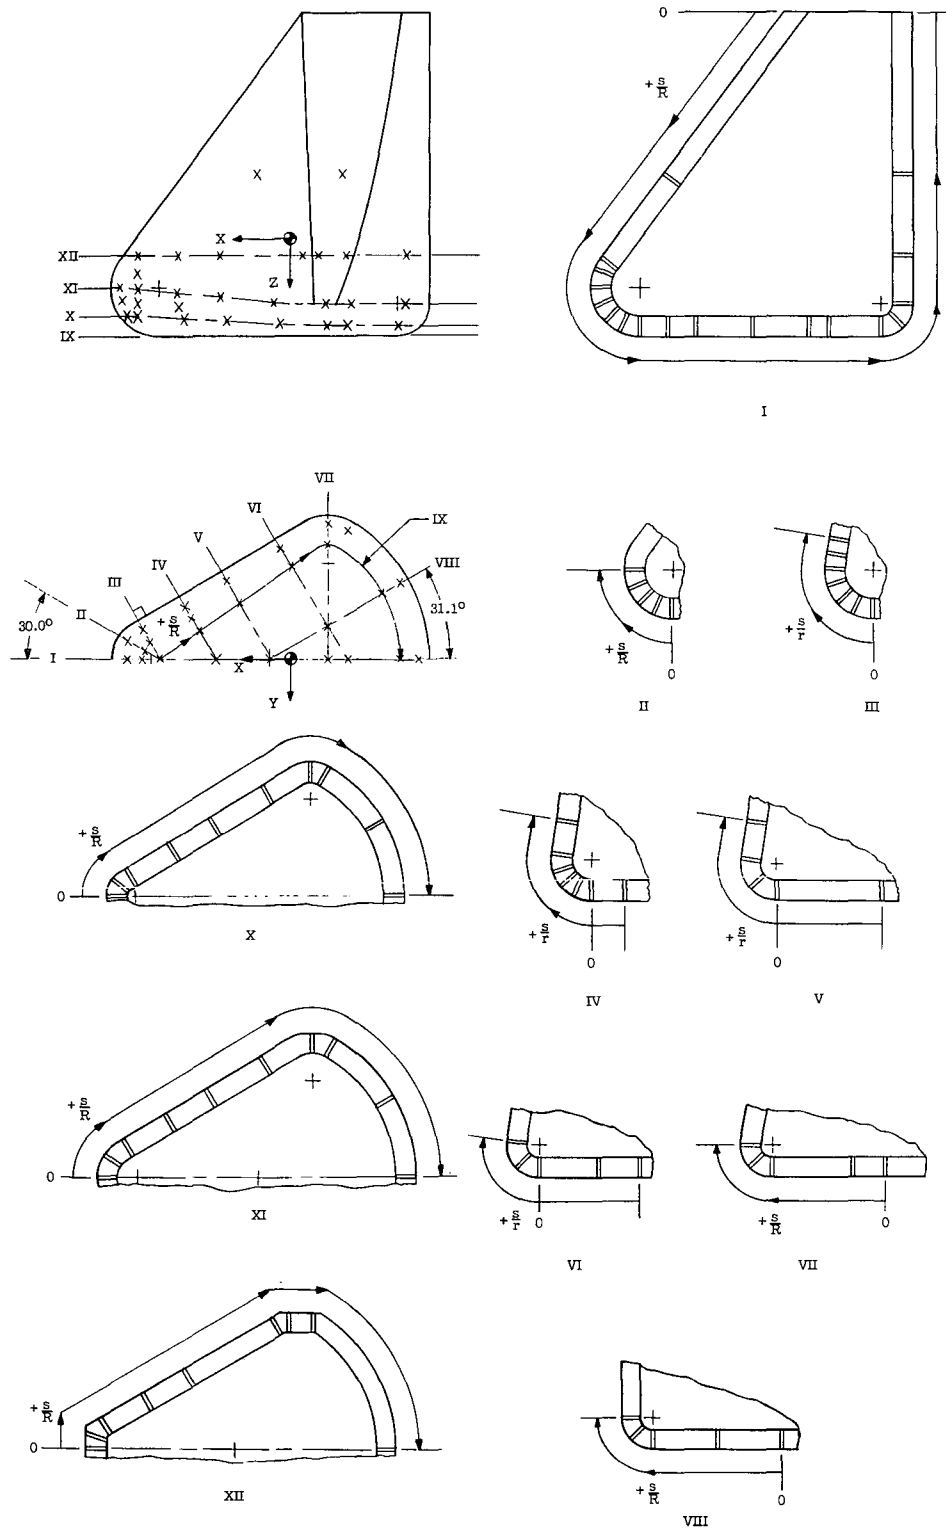 0
+ s/R
X
Z
XII
XI
X
IX
I
VII
VI
IX
V
VIII
IV
III
II
30.0°
31.1°
+ s/R
I
X
Y
+ s/R
0
II
+ s/r
0
III
+ s/R
0
X
+ s/r
0
IV
+ s/r
0
V
+ s/R
0
XI
+ s/r
0
VI
+ s/R
0
VII
+ s/R
0
XII
+ s/R
0
VIII